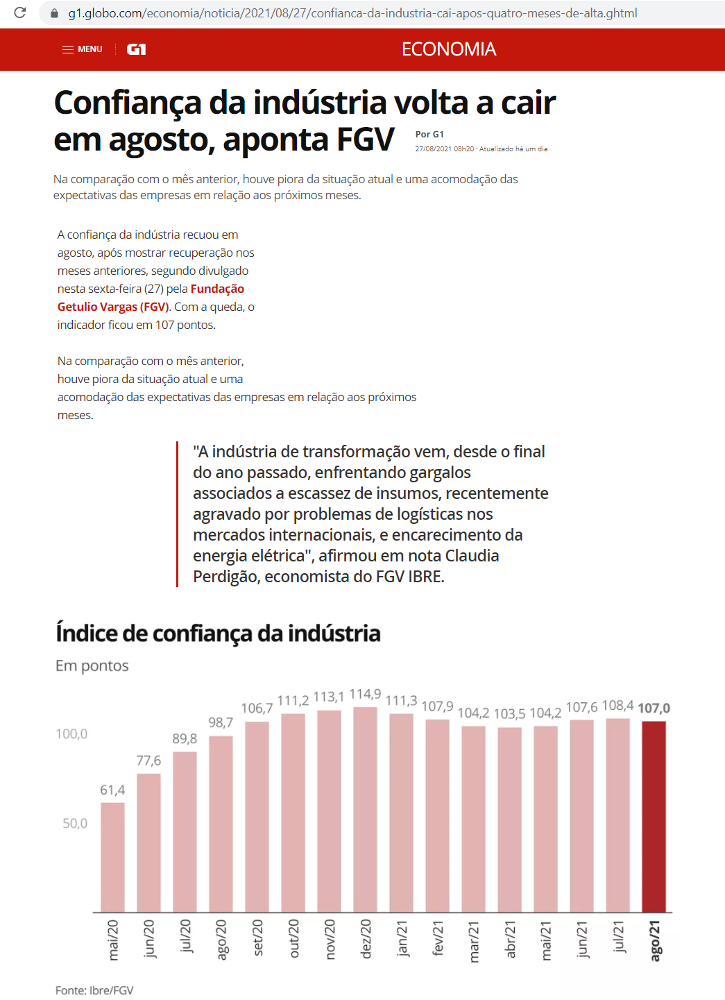 g1.globo.com/economia/noticia/2021/08/27/confianca-da-industria-cai-apos-quatro-meses-de-alta.ghtml
MENU
G1
ECONOMIA
Confiança da indústria volta a cair
em agosto, aponta FGV
Por G1
27/08/2021 08h20 · Atualizado há um dia
Na comparação com o mês anterior, houve piora da situação atual e uma acomodação das
expectativas das empresas em relação aos próximos meses.
A confiança da indústria recuou em
agosto, após mostrar recuperação nos
meses anteriores, segundo divulgado
nesta sexta-feira (27) pela Fundação
Getulio Vargas (FGV). Com a queda, o
indicador ficou em 107 pontos.
Na comparação com o mês anterior,
houve piora da situação atual e uma
acomodação das expectativas das empresas em relação aos próximos
meses.
"A indústria de transformação vem, desde o final
do ano passado, enfrentando gargalos
associados a escassez de insumos, recentemente
agravado por problemas de logísticas nos
mercados internacionais, e encarecimento da
energia elétrica", afirmou em nota Claudia
Perdigão, economista do FGV IBRE.
Índice de confiança da indústria
Em pontos
100,0
50,0
61,4
77,6
89,8
98,7
106,7
111,2
113,1
114,9
111,3
107,9
104,2
103,5
104,2
107,6
108,4
107,0
mai/20
jun/20
jul/20
ago/20
set/20
out/20
nov/20
dez/20
jan/21
fev/21
mar/21
abr/21
mai/21
jun/21
jul/21
ago/21
Fonte: Ibre/FGV